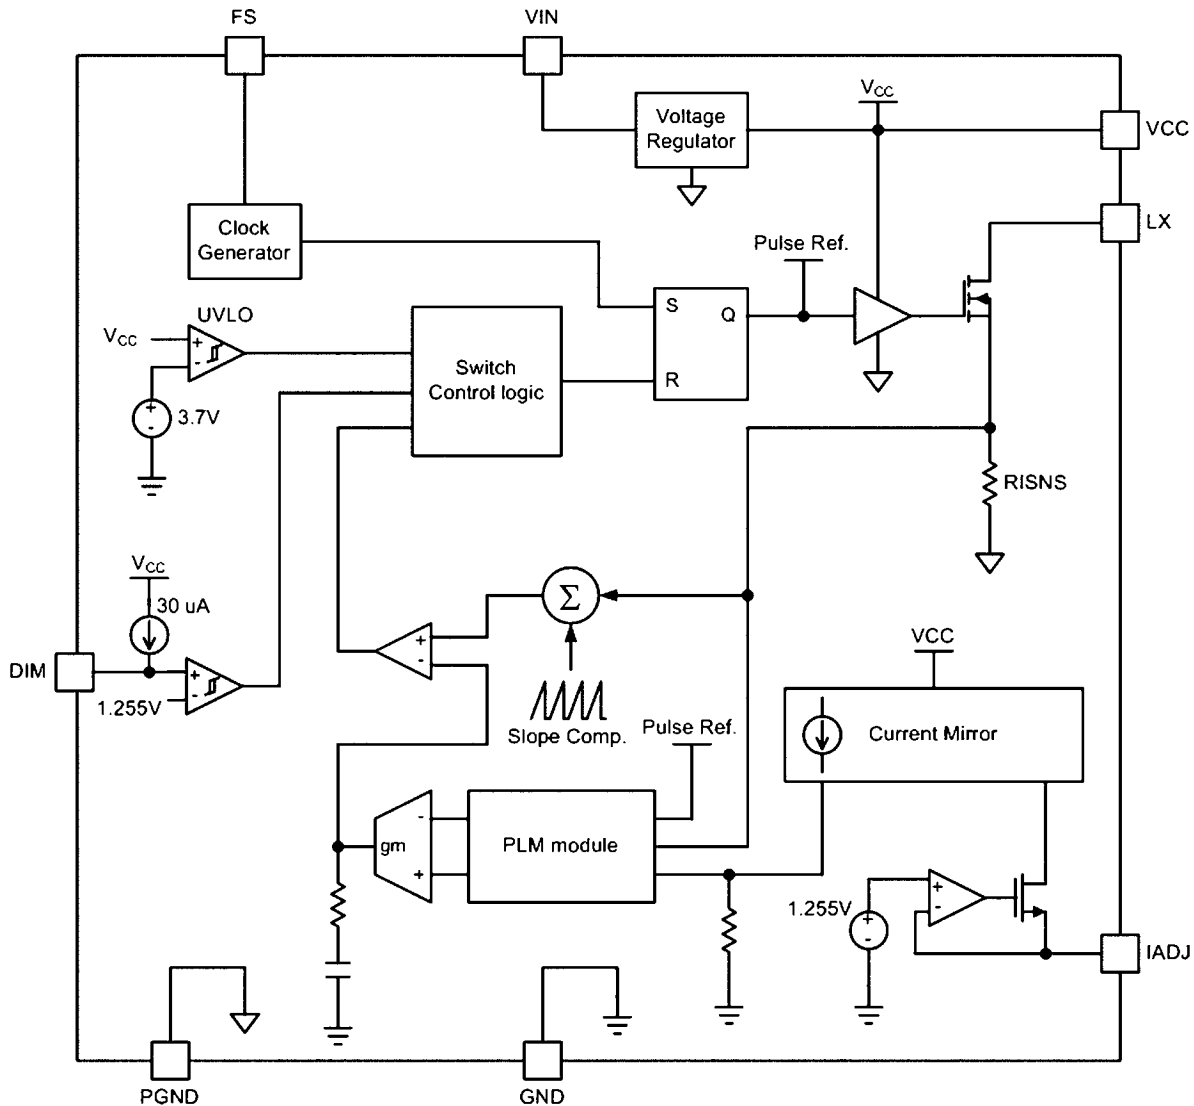 FS
VIN
VCC
Voltage
Regulator
VCC
LX
Clock
Generator
Pulse Ref.
UVLO
VCC
+
-
+
-
3.7V
Switch
Control logic
S
Q
R
RISNS
VCC
30 uA
DIM
+
-
1.255V
+
-
Σ
Slope Comp.
Pulse Ref.
VCC
Current Mirror
-
gm
+
PLM module
1.255V
+
-
+
-
IADJ
PGND
GND